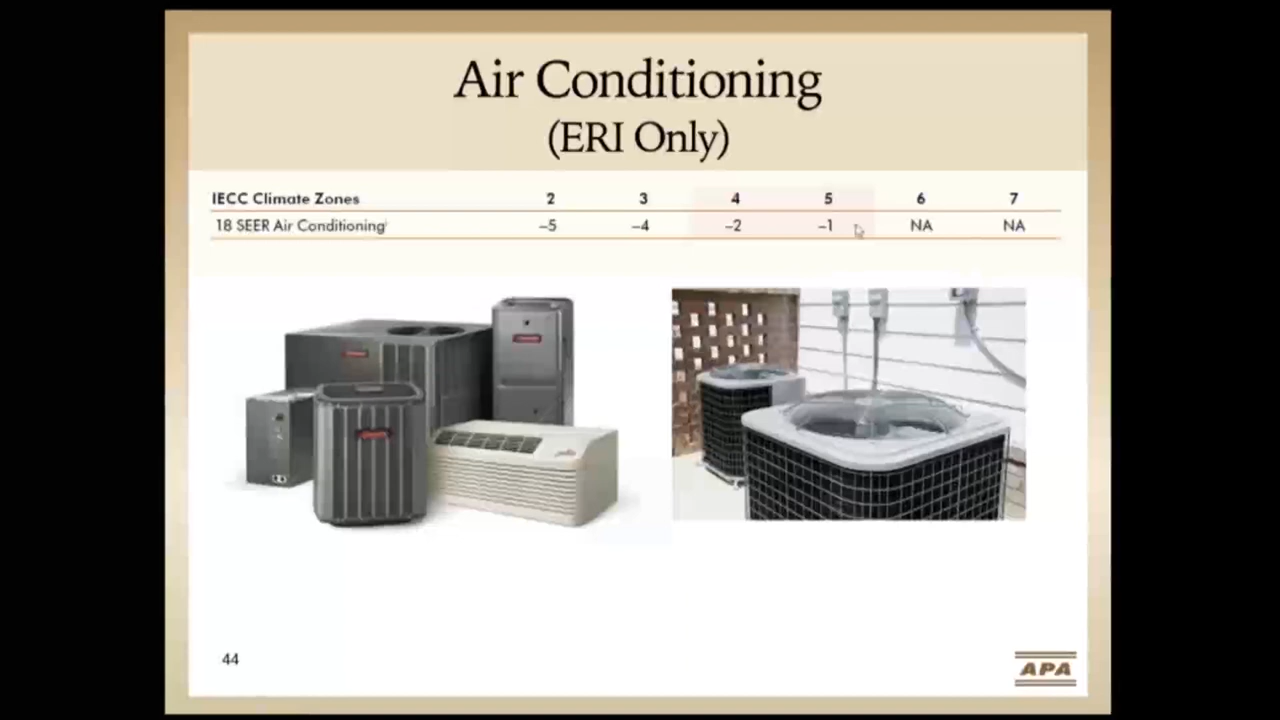 Air Conditioning
(ERI Only)
IECC Climate Zones 2 3 4 5 6 7
18 SEER Air Conditioning –5 –4 –2 –1 NA NA
44
APA